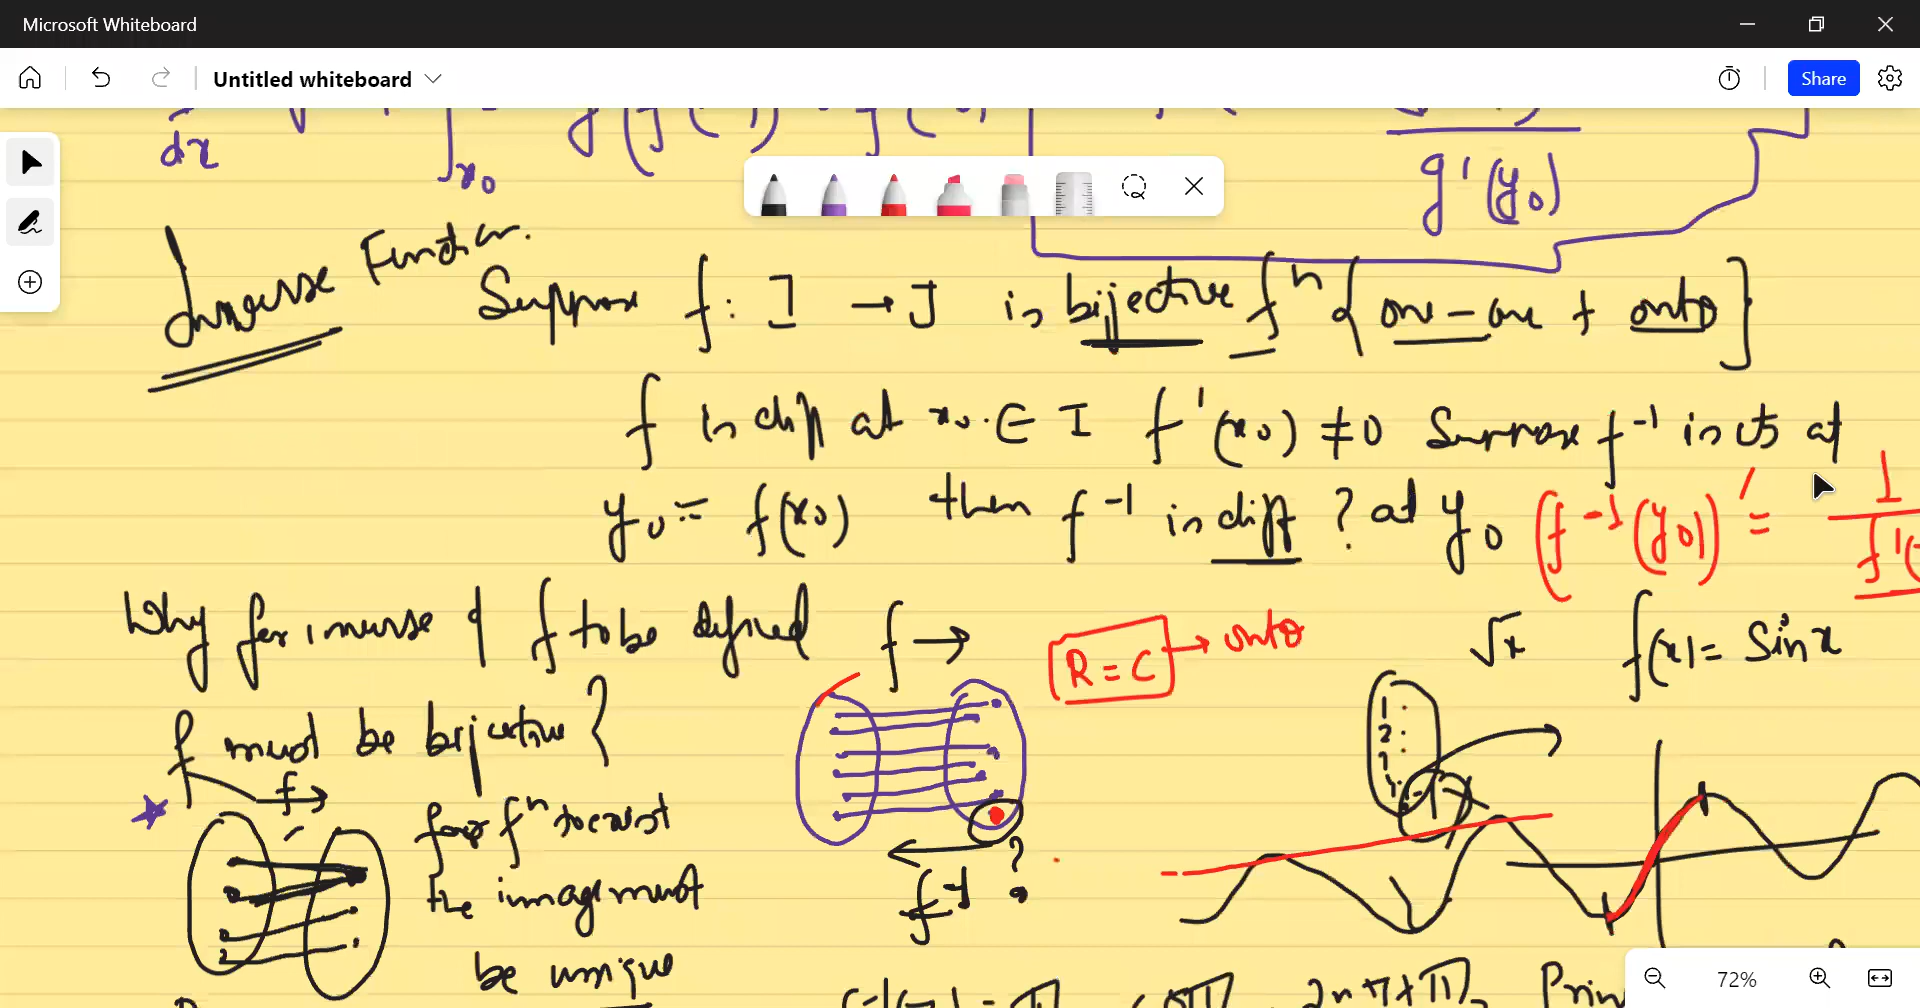 Microsoft Whiteboard
Untitled whiteboard
Share
dx
x0
g'(y0)
Inverse Function.
Suppose f : I → J is bijective fn { one-one + onto }
f is diff at x0 ∈ I f'(x0) ≠ 0 Suppose f-1 is cts at
y0 = f(x0) then f-1 is diff ? at y0 (f-1(y0))' = 1
f'(
Why for inverse of f to be defined f →
f must be bijective ?
R = C → onto
√x f(x) = Sin x
f
for fn to exist
the image must
be unique
f-1 ?
1
2
72%